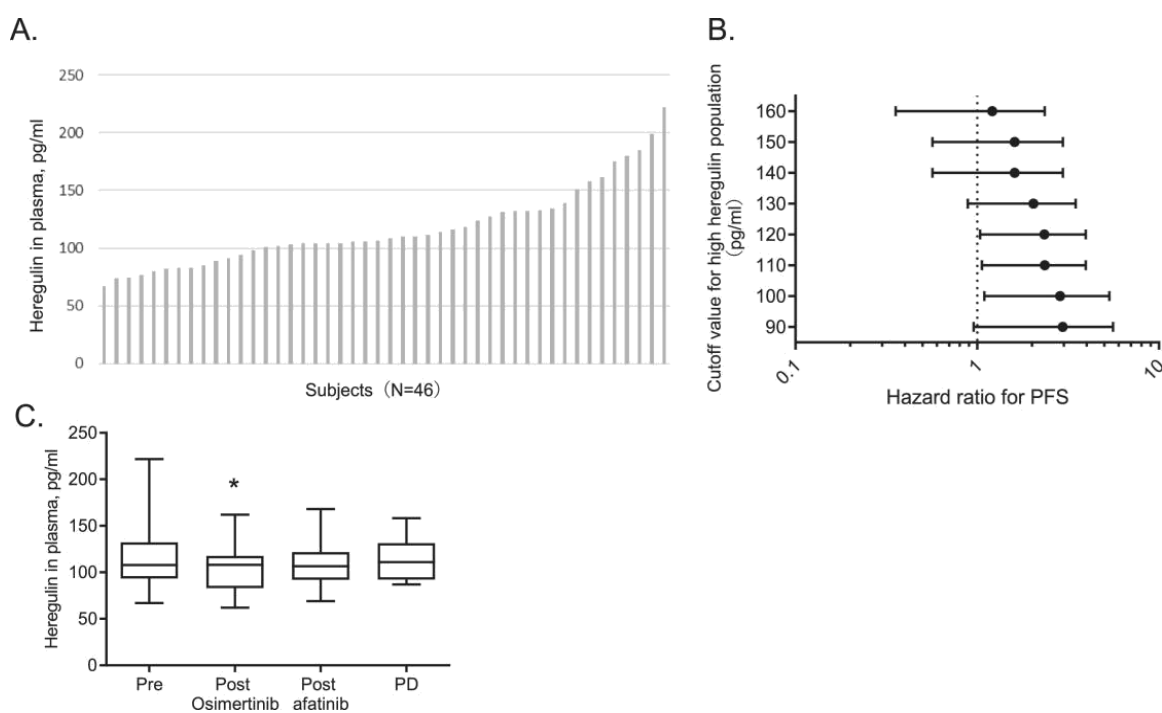 A.
Heregulin in plasma, pg/ml
250
200
150
100
50
0
Subjects（N=46）
B.
Cutoff value for high heregulin population
（pg/ml）
160
150
140
130
120
110
100
90
0.1
1
10
Hazard ratio for PFS
C.
Heregulin in plasma, pg/ml
250
200
150
100
50
0
*
Pre
Post
Osimertinib
Post
afatinib
PD